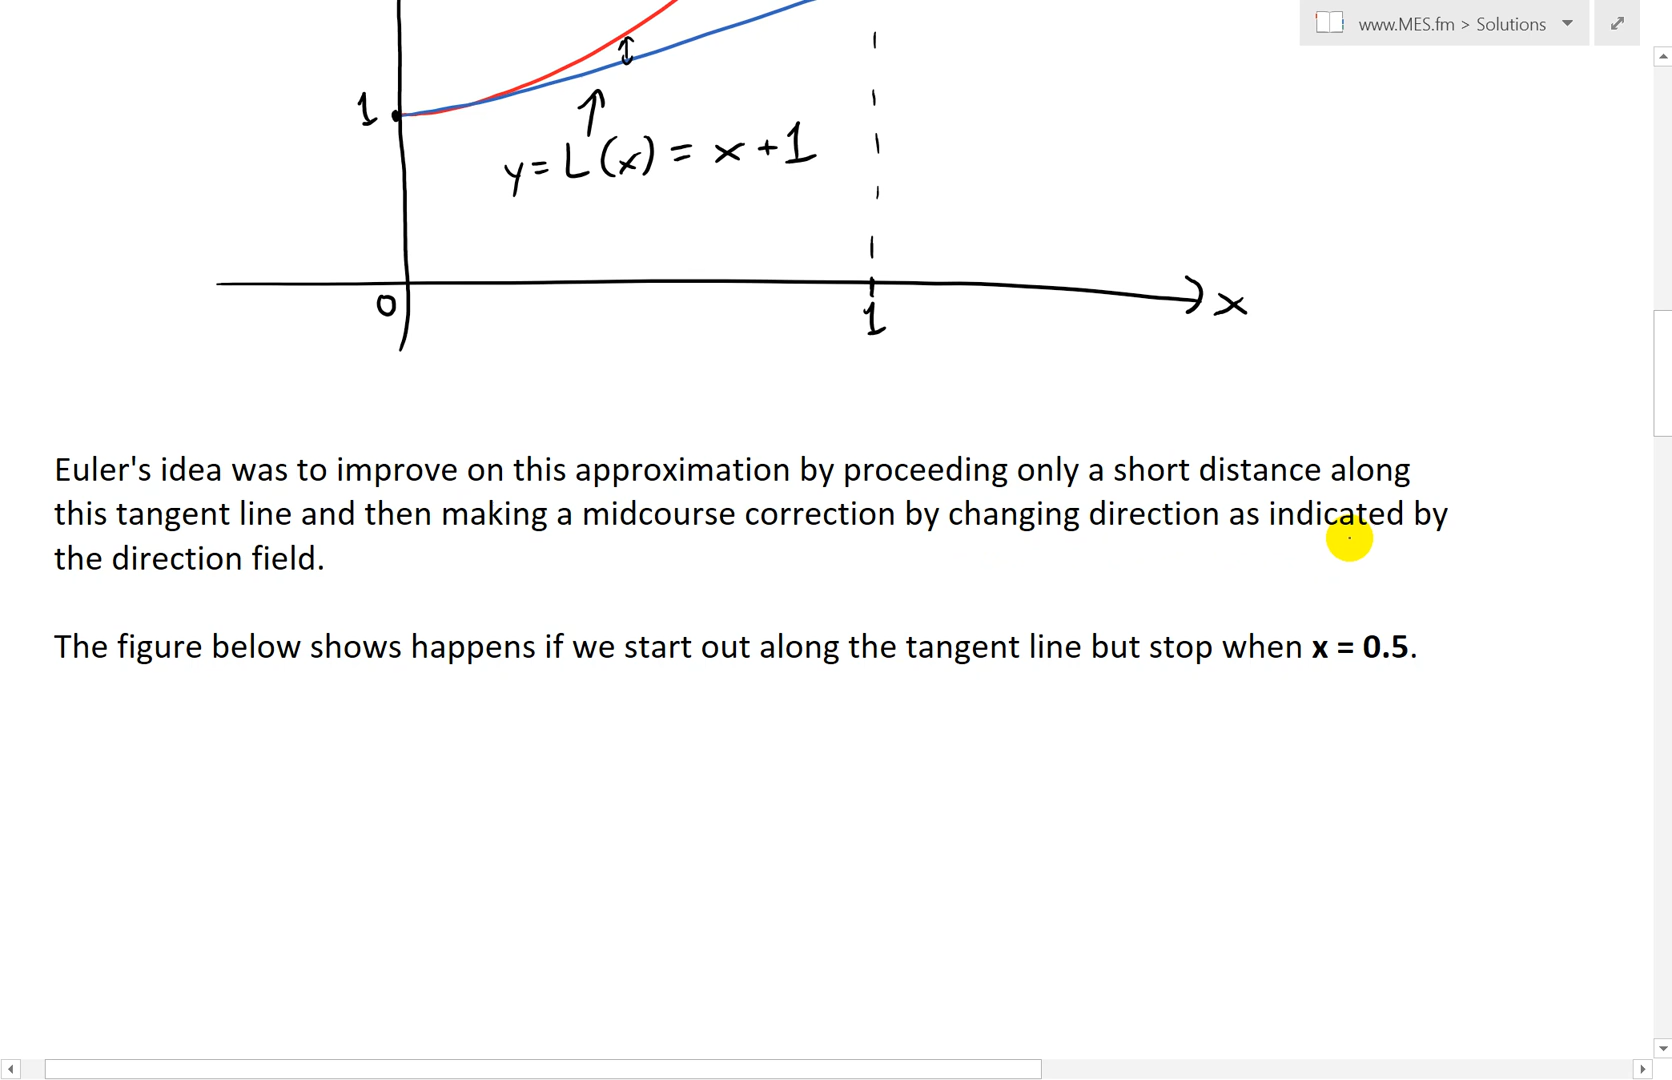 www.MES.fm > Solutions
1
y = L(x) = x + 1
0
1
x
Euler's idea was to improve on this approximation by proceeding only a short distance along
this tangent line and then making a midcourse correction by changing direction as indicated by
the direction field.
The figure below shows happens if we start out along the tangent line but stop when x = 0.5.